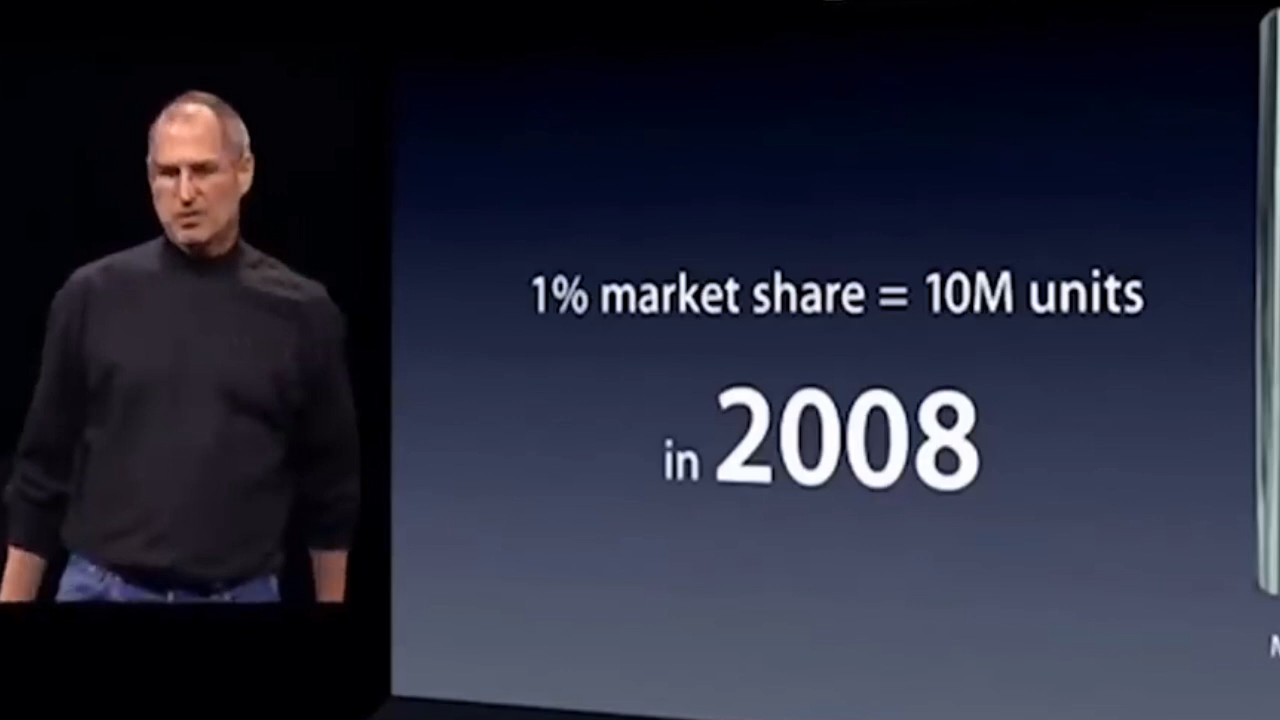 1% market share = 10M units
in 2008